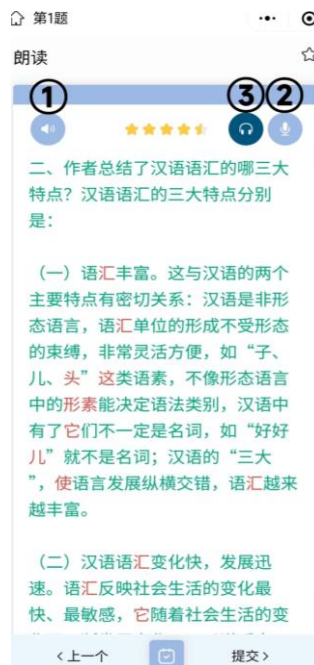 第1题
朗读
① ③②
二、作者总结了汉语语汇的哪三大
特点？汉语语汇的三大特点分别
是：
（一）语汇丰富。这与汉语的两个
主要特点有密切关系：汉语是非形
态语言，语汇单位的形成不受形态
的束缚，非常灵活方便，如“子、
儿、头”这类语素，不像形态语言
中的形素能决定语法类别，汉语中
有了它们不一定是名词，如“好好
儿”就不是名词；汉语的“三大
”，使语言发展纵横交错，语汇越来
越丰富。
（二）汉语语汇变化快，发展迅
速。语汇反映社会生活的变化最
快、最敏感，它随着社会生活的变
上一个
提交